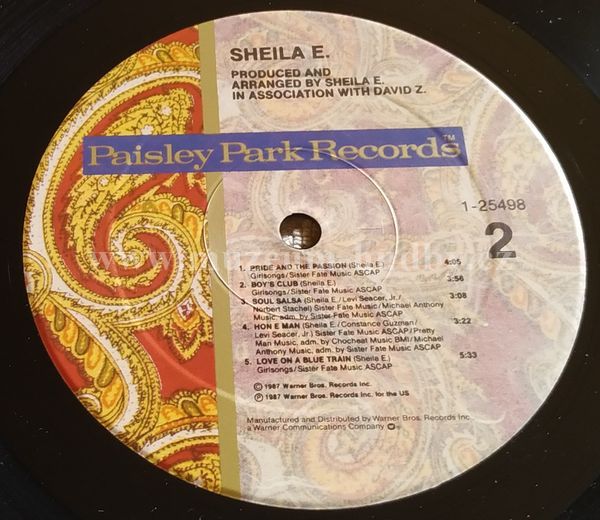 SHEILA E.
PRODUCED AND
ARRANGED BY SHEILA E.
IN ASSOCIATION WITH DAVID Z.
Paisley Park Records™
1-25498
2
1. PRIDE AND THE PASSION (Sheila E.) 4:05
Girlsongs/Sister Fate Music ASCAP
2. BOY'S CLUB (Sheila E.) 3:56
Girlsongs/Sister Fate Music ASCAP
3. SOUL SALSA (Sheila E./Levi Seacer, Jr./ 3:08
Norbert Stachel) Sister Fate Music/Michael Anthony
Music, adm. by Sister Fate Music ASCAP
4. HON E MAN (Sheila E./Constance Guzman/ 3:22
Levi Seacer, Jr.) Sister Fate Music ASCAP/Pretty
Man Music, adm. by Chocheat Music BMI/Michael
Anthony Music, adm. by Sister Fate Music ASCAP
5. LOVE ON A BLUE TRAIN (Sheila E.) 5:33
Girlsongs/Sister Fate Music ASCAP
© 1987 Warner Bros. Records Inc.
℗ 1987 Warner Bros. Records Inc. for the US
Manufactured and Distributed by Warner Bros. Records Inc.
a Warner Communications Company